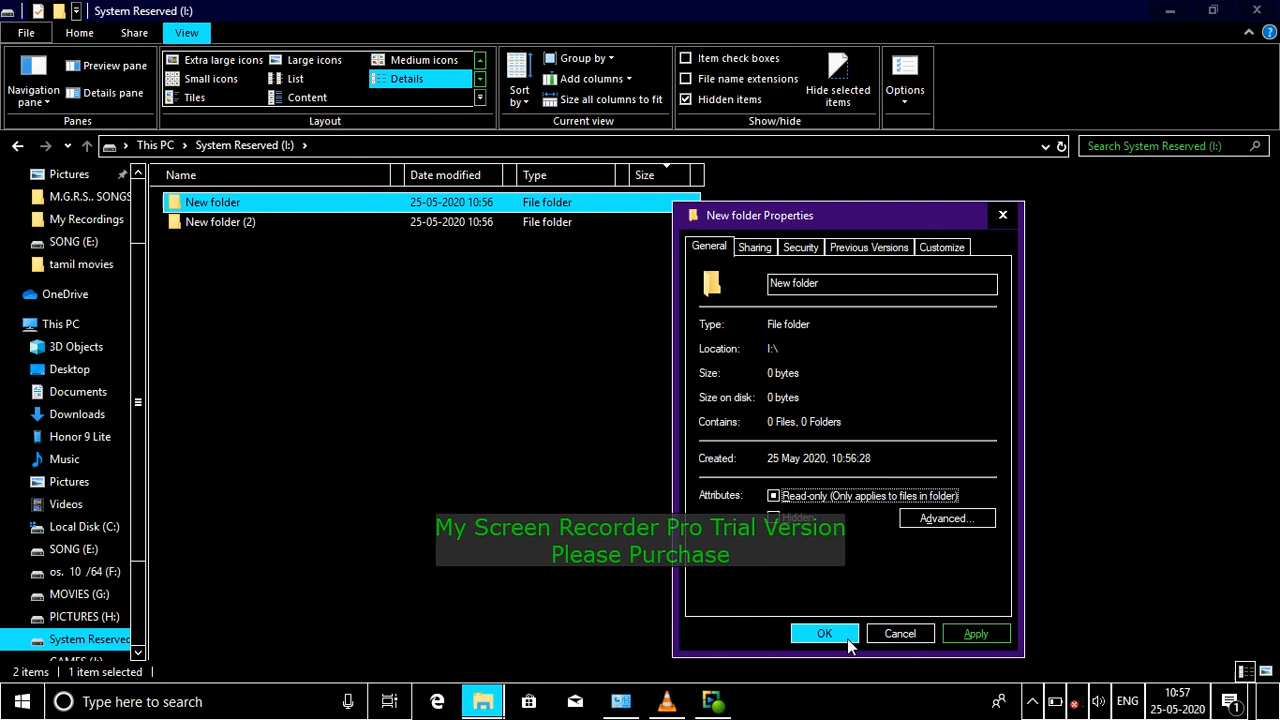 System Reserved (I:)
File
Home
Share
View
Preview pane
Details pane
Navigation pane
Panes
Extra large icons
Large icons
Medium icons
Small icons
List
Details
Tiles
Content
Layout
Sort by
Group by
Add columns
Size all columns to fit
Current view
Item check boxes
File name extensions
Hidden items
Hide selected items
Show/hide
Options
This PC
System Reserved (I:)
Search System Reserved (I:)
Name
Date modified
Type
Size
New folder 25-05-2020 10:56 File folder
New folder (2) 25-05-2020 10:56 File folder
Pictures
M.G.R.S.. SONGS
My Recordings
SONG (E:)
tamil movies
OneDrive
This PC
3D Objects
Desktop
Documents
Downloads
Honor 9 Lite
Music
Pictures
Videos
Local Disk (C:)
SONG (E:)
os. 10 /64 (F:)
MOVIES (G:)
PICTURES (H:)
System Reserved
2 items
1 item selected
New folder Properties
General
Sharing
Security
Previous Versions
Customize
New folder
Type: File folder
Location: I:\
Size: 0 bytes
Size on disk: 0 bytes
Contains: 0 Files, 0 Folders
Created: 25 May 2020, 10:56:28
Attributes: Read-only (Only applies to files in folder)
Hidden
Advanced...
My Screen Recorder Pro Trial Version
Please Purchase
OK
Cancel
Apply
Type here to search
ENG
10:57
25-05-2020
1